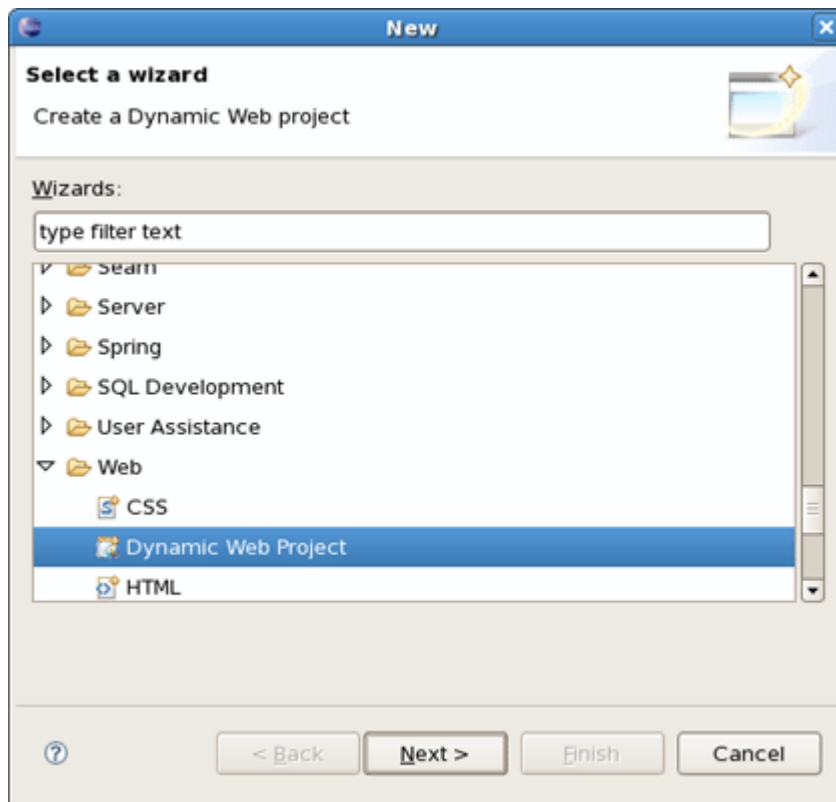 New
Select a wizard
Create a Dynamic Web project
Wizards:
type filter text
Seam
Server
Spring
SQL Development
User Assistance
Web
CSS
Dynamic Web Project
HTML
< Back Next > Finish Cancel